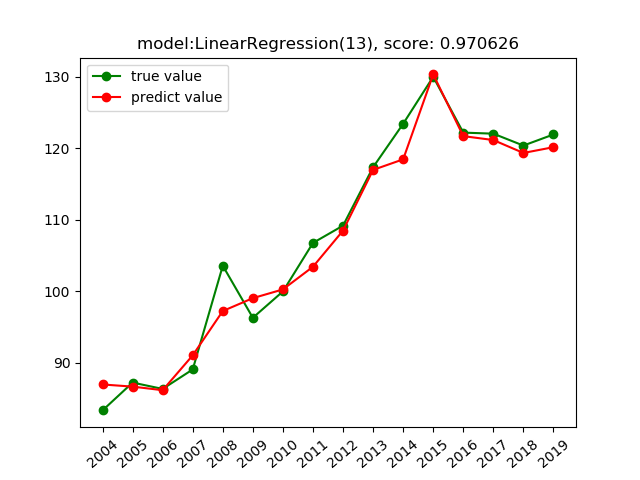 model:LinearRegression(13), score: 0.970626
true value
predict value
130
120
110
100
90
2004 2005 2006 2007 2008 2009 2010 2011 2012 2013 2014 2015 2016 2017 2018 2019